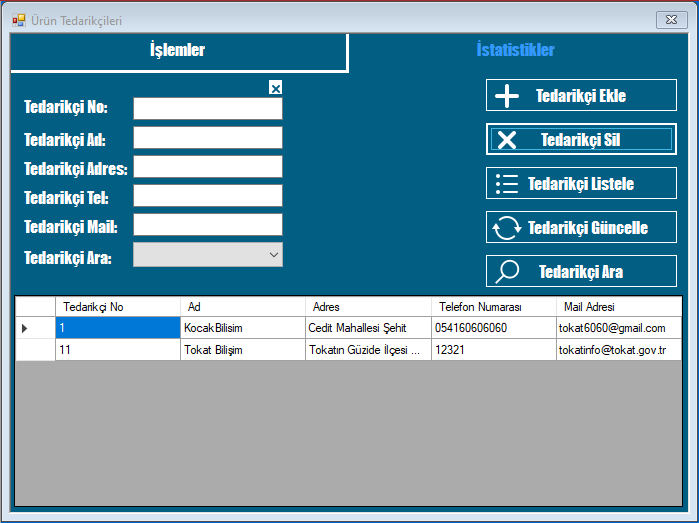 Ürün Tedarikçileri
İşlemler İstatistikler
Tedarikçi No:
Tedarikçi Ad:
Tedarikçi Adres:
Tedarikçi Tel:
Tedarikçi Mail:
Tedarikçi Ara:
Tedarikçi Ekle
Tedarikçi Sil
Tedarikçi Listele
Tedarikçi Güncelle
Tedarikçi Ara
Tedarikçi No Ad Adres Telefon Numarası Mail Adresi
1 KocakBilisim Cedit Mahallesi Şehit 054160606060 tokat6060@gmail.com
11 Tokat Bilişim Tokatın Güzide İlçesi ... 12321 tokatinfo@tokat.gov.tr